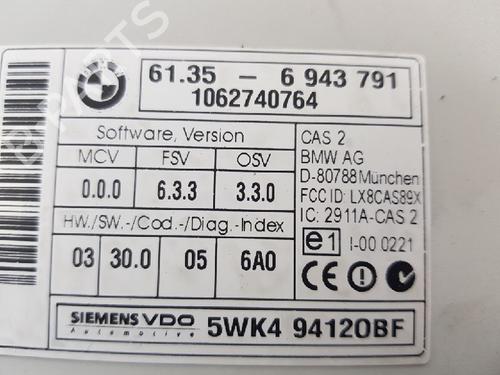 BMW
61.35 - 6 943 791
1062740764
Software, Version
MCV FSV OSV
0.0.0 6.3.3 3.3.0
HW./SW.-/Cod.-/Diag.-Index
03 30.0 05 6A0
CAS 2
BMW AG
D-80788 München
FCC ID: LX8CAS89X
IC: 2911A-CAS 2
e1 I-00 0221
CE
SIEMENS VDO
Automotive
5WK4 94120BF